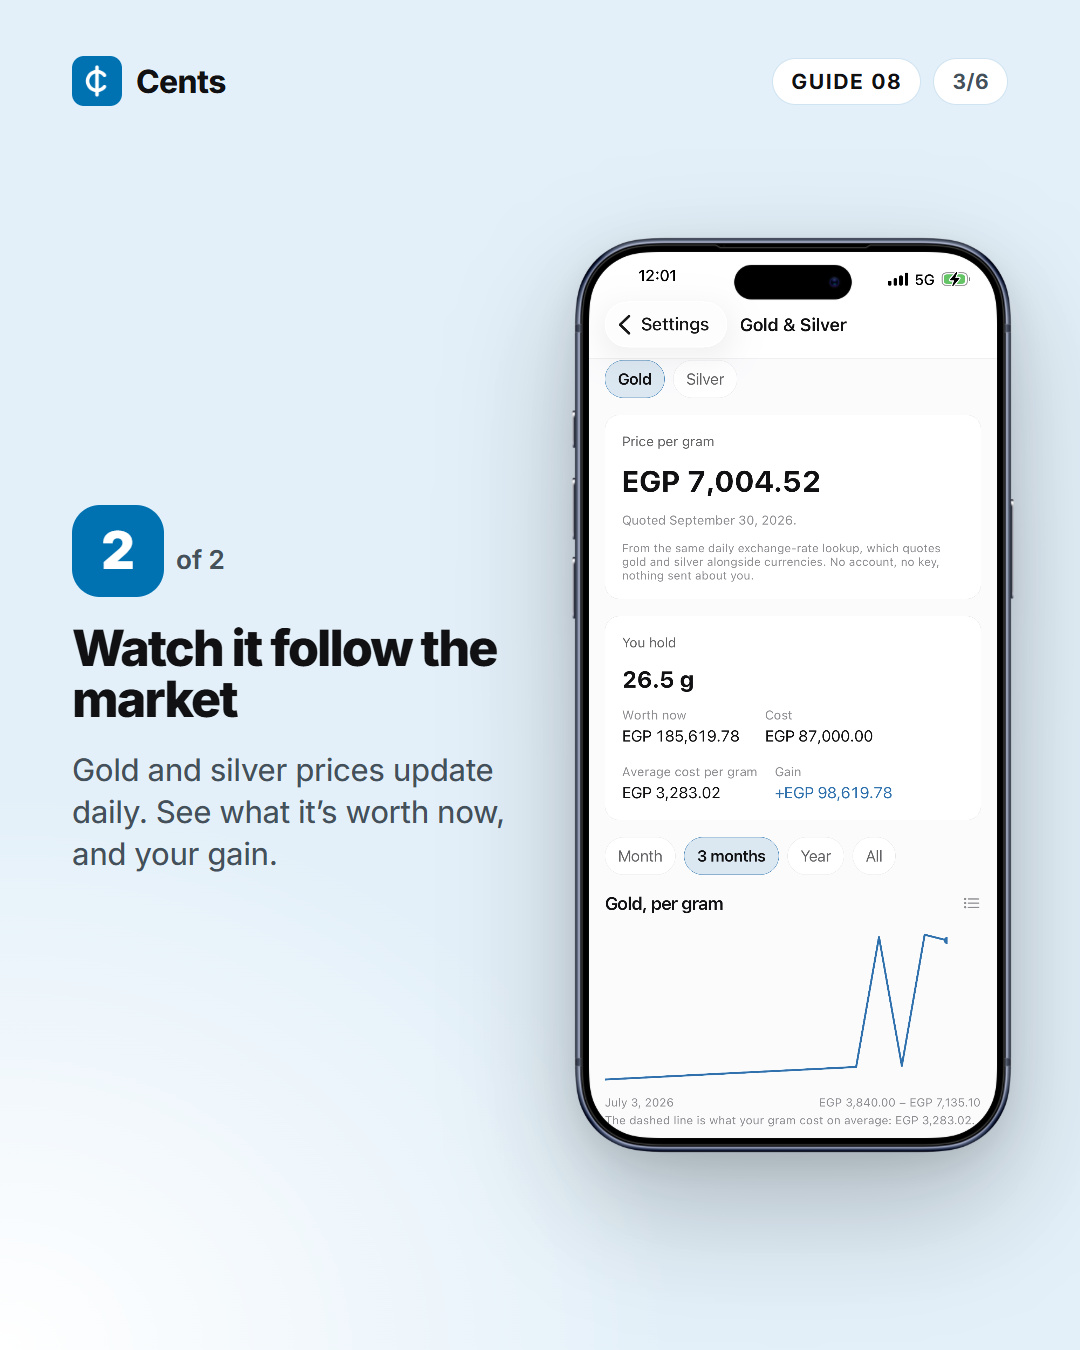 Cents
GUIDE 08
3/6
2 of 2
Watch it follow the
market
Gold and silver prices update
daily. See what it’s worth now,
and your gain.
12:01
5G
Settings
Gold & Silver
Gold
Silver
Price per gram
EGP 7,004.52
Quoted September 30, 2026.
From the same daily exchange-rate lookup, which quotes
gold and silver alongside currencies. No account, no key,
nothing sent about you.
You hold
26.5 g
Worth now
Cost
EGP 185,619.78
EGP 87,000.00
Average cost per gram
Gain
EGP 3,283.02
+EGP 98,619.78
Month
3 months
Year
All
Gold, per gram
July 3, 2026
EGP 3,840.00 – EGP 7,135.10
The dashed line is what your gram cost on average: EGP 3,283.02.